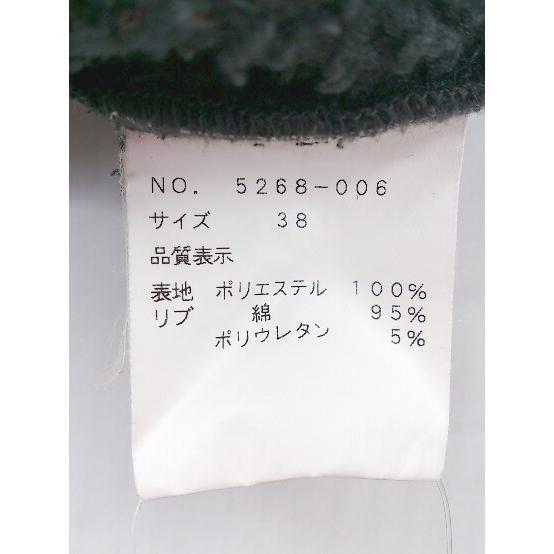 NO. 5268-006
サイズ 38
品質表示
表地 ポリエステル 100%
リブ 綿 95%
ポリウレタン 5%